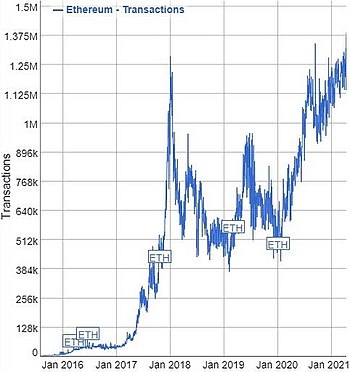 1.5M
Ethereum - Transactions
1.375M
1.25M
1.125M
1M
896k
768k
640k
512k
384k
256k
128k
0
Transactions
ETH
ETH
ETH
ETH
ETH
Jan 2016
Jan 2017
Jan 2018
Jan 2019
Jan 2020
Jan 2021